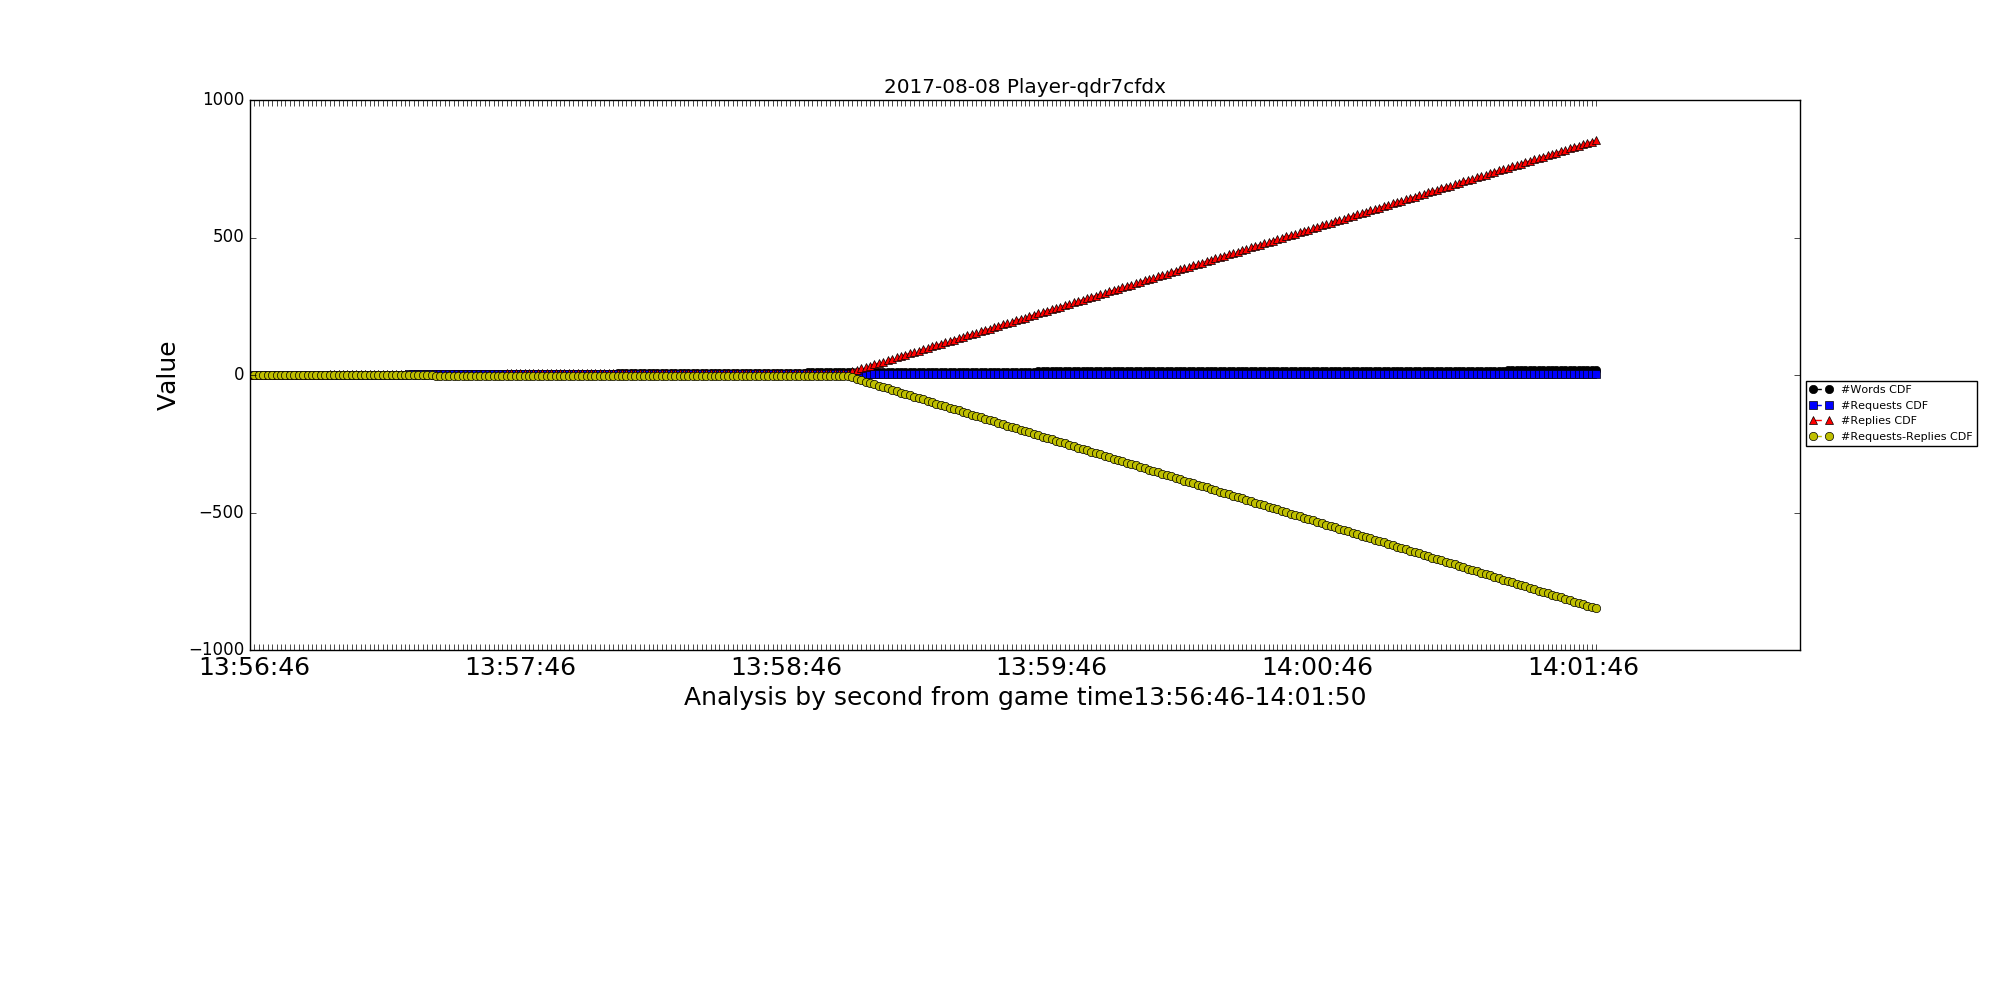 2017-08-08 Player-qdr7cfdx
1000
500
0
−500
−1000
Value
13:56:46 13:57:46 13:58:46 13:59:46 14:00:46 14:01:46
Analysis by second from game time13:56:46-14:01:50
#Words CDF
#Requests CDF
#Replies CDF
#Requests-Replies CDF